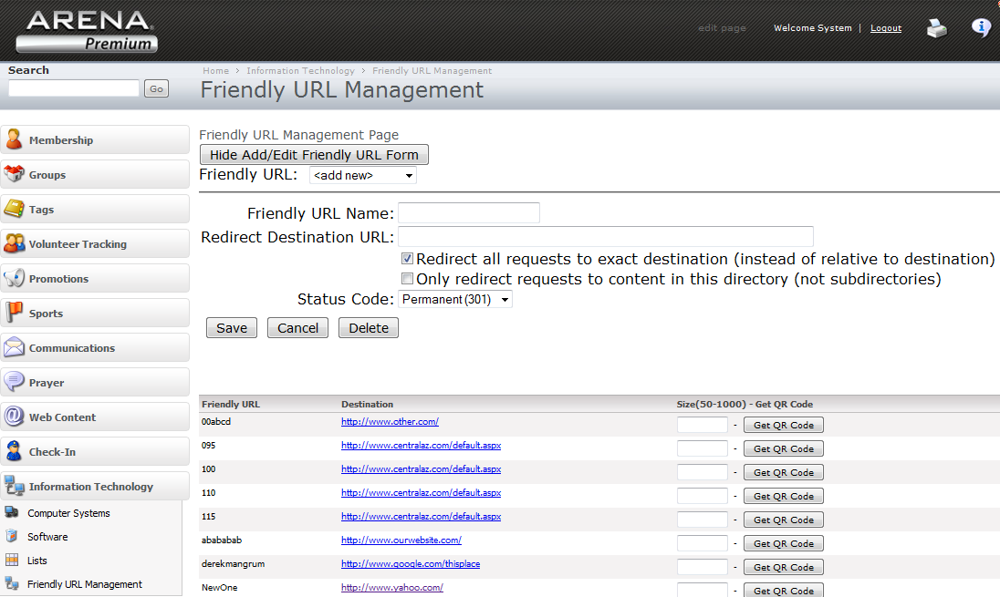 ARENA
Premium
edit page Welcome System | Logout
Search
Go
Home > Information Technology > Friendly URL Management
Friendly URL Management
Membership
Groups
Tags
Volunteer Tracking
Promotions
Sports
Communications
Prayer
Web Content
Check-In
Information Technology
Computer Systems
Software
Lists
Friendly URL Management
Friendly URL Management Page
Hide Add/Edit Friendly URL Form
Friendly URL: <add new>
Friendly URL Name:
Redirect Destination URL:
Redirect all requests to exact destination (instead of relative to destination)
Only redirect requests to content in this directory (not subdirectories)
Status Code: Permanent (301)
Save Cancel Delete
Friendly URL Destination Size(50-1000) - Get QR Code
00abcd http://www.other.com/ - Get QR Code
095 http://www.centralaz.com/default.aspx - Get QR Code
100 http://www.centralaz.com/default.aspx - Get QR Code
110 http://www.centralaz.com/default.aspx - Get QR Code
115 http://www.centralaz.com/default.aspx - Get QR Code
abababab http://www.ourwebsite.com/ - Get QR Code
derekmangrum http://www.google.com/thisplace - Get QR Code
NewOne http://www.yahoo.com/ - Get QR Code